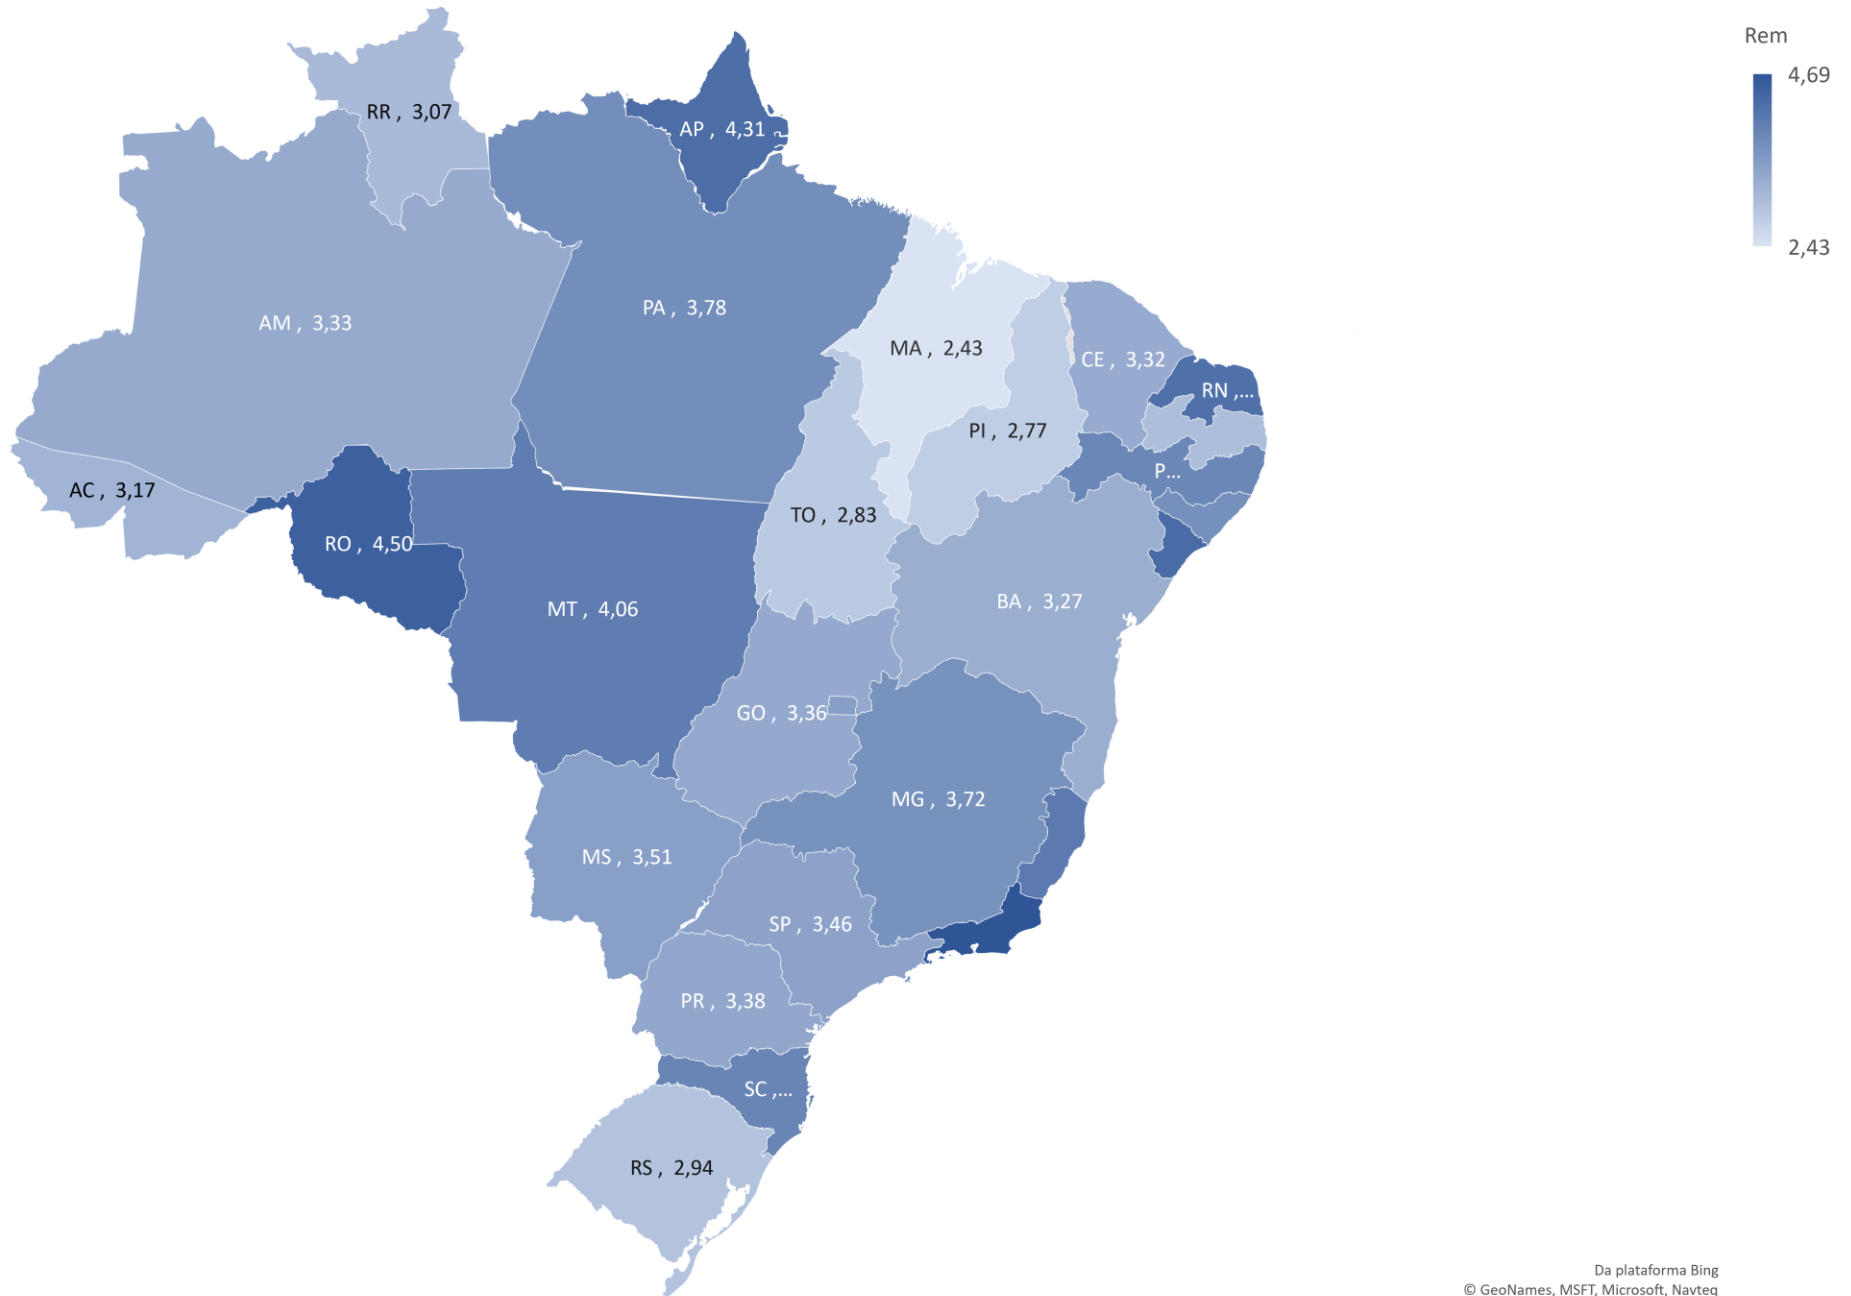 Rem
4,69
2,43
RR , 3,07
AP , 4,31
AM , 3,33
PA , 3,78
MA , 2,43
CE , 3,32
RN ,...
PI , 2,77
P...
AC , 3,17
TO , 2,83
RO , 4,50
MT , 4,06
BA , 3,27
GO , 3,36
MG , 3,72
MS , 3,51
SP , 3,46
PR , 3,38
SC ,...
RS , 2,94
Da plataforma Bing
© GeoNames, MSFT, Microsoft, Navteq